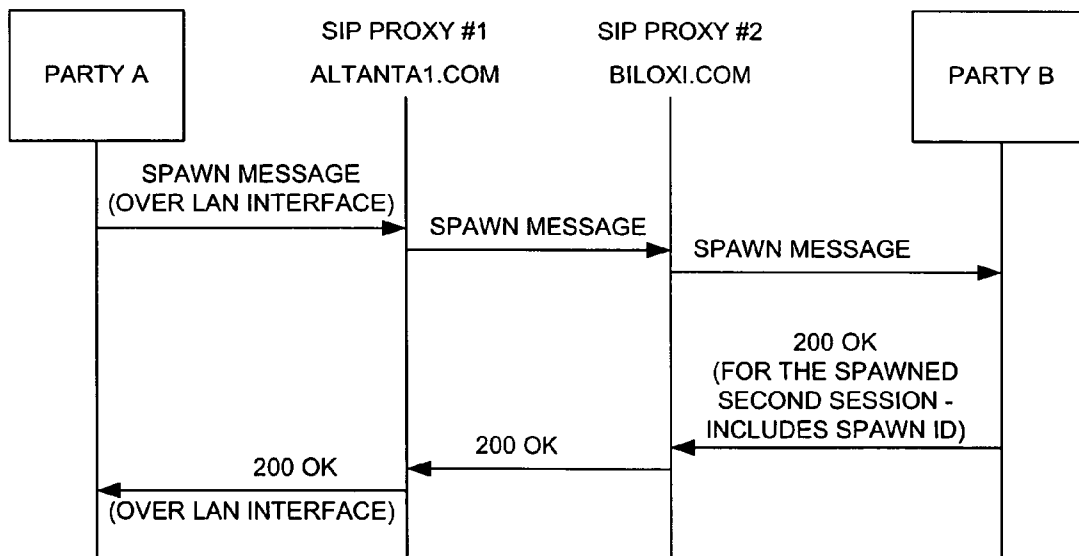 SIP PROXY #1
SIP PROXY #2
PARTY A
ALTANTA1.COM
BILOXI.COM
PARTY B
SPAWN MESSAGE
(OVER LAN INTERFACE)
SPAWN MESSAGE
SPAWN MESSAGE
200 OK
(FOR THE SPAWNED
SECOND SESSION -
INCLUDES SPAWN ID)
200 OK
200 OK
(OVER LAN INTERFACE)